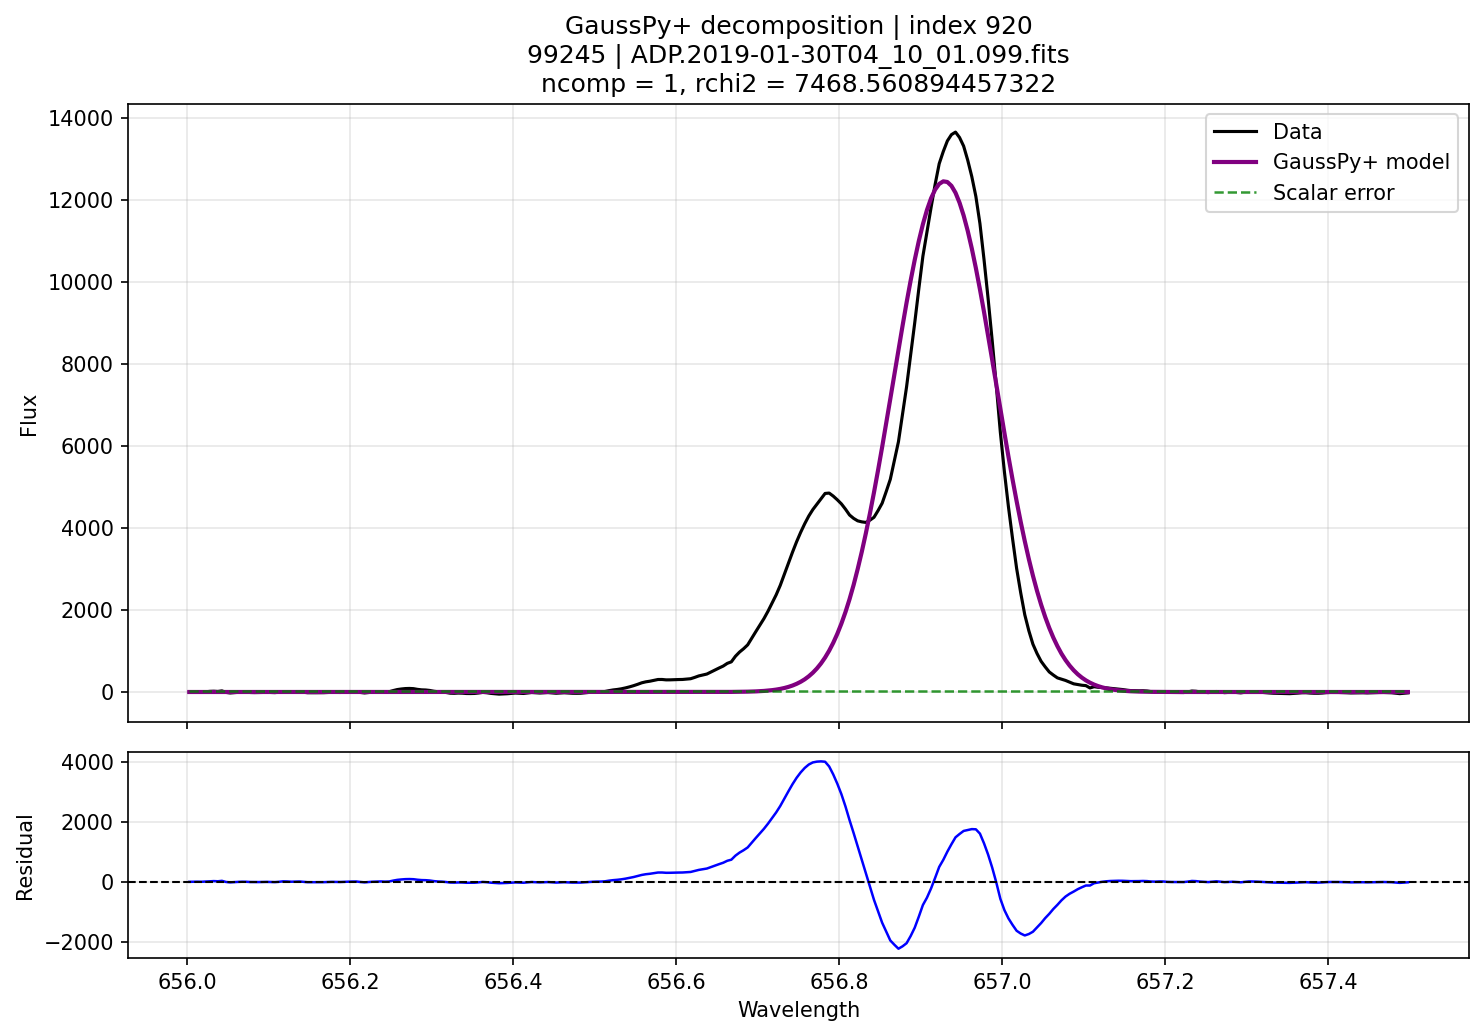 GaussPy+ decomposition | index 920
99245 | ADP.2019-01-30T04_10_01.099.fits
ncomp = 1, rchi2 = 7468.560894457322
14000
12000
10000
8000
6000
4000
2000
0
Flux
Data
GaussPy+ model
Scalar error
4000
2000
0
−2000
Residual
656.0 656.2 656.4 656.6 656.8 657.0 657.2 657.4
Wavelength